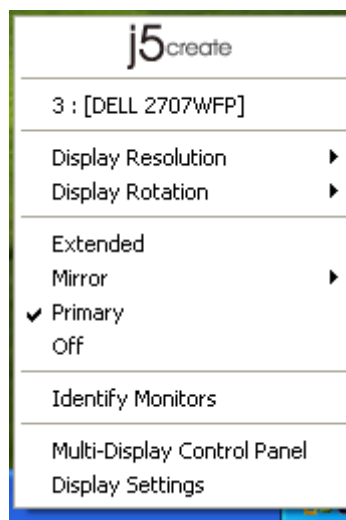 j5create
3 : [DELL 2707WFP]
Display Resolution
Display Rotation
Extended
Mirror
Primary
Off
Identify Monitors
Multi-Display Control Panel
Display Settings